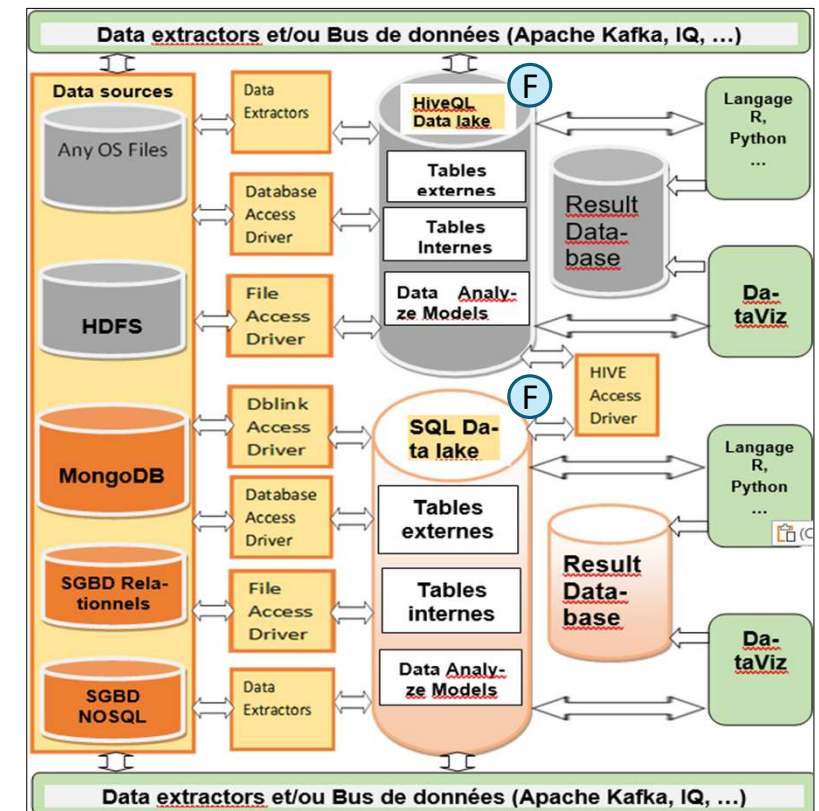 Data extractors et/ou Bus de données (Apache Kafka, IQ, …)
Data sources
Any OS Files
HDFS
MongoDB
SGBD Rela-
tionnels
SGBD
NOSQL
Data
Extractors
Database
Access
Driver
File
Access
Driver
Dblink
Access
Driver
Database
Access
Driver
File
Access
Driver
Data
Extractors
F
HiveQL
Data lake
Tables
externes
Tables
Internes
Data Analy-
ze Models
F
SQL Da-
ta lake
Tables
externes
Tables
internes
Data Analy-
ze Models
HIVE
Access
Driver
Result
Data-
base
Result
Data-
base
Langage
R,
Python
...
Da-
taViz
Langage
R,
Python
...
(C
Da-
taViz
Data extractors et/ou Bus de données (Apache Kafka, IQ, …)